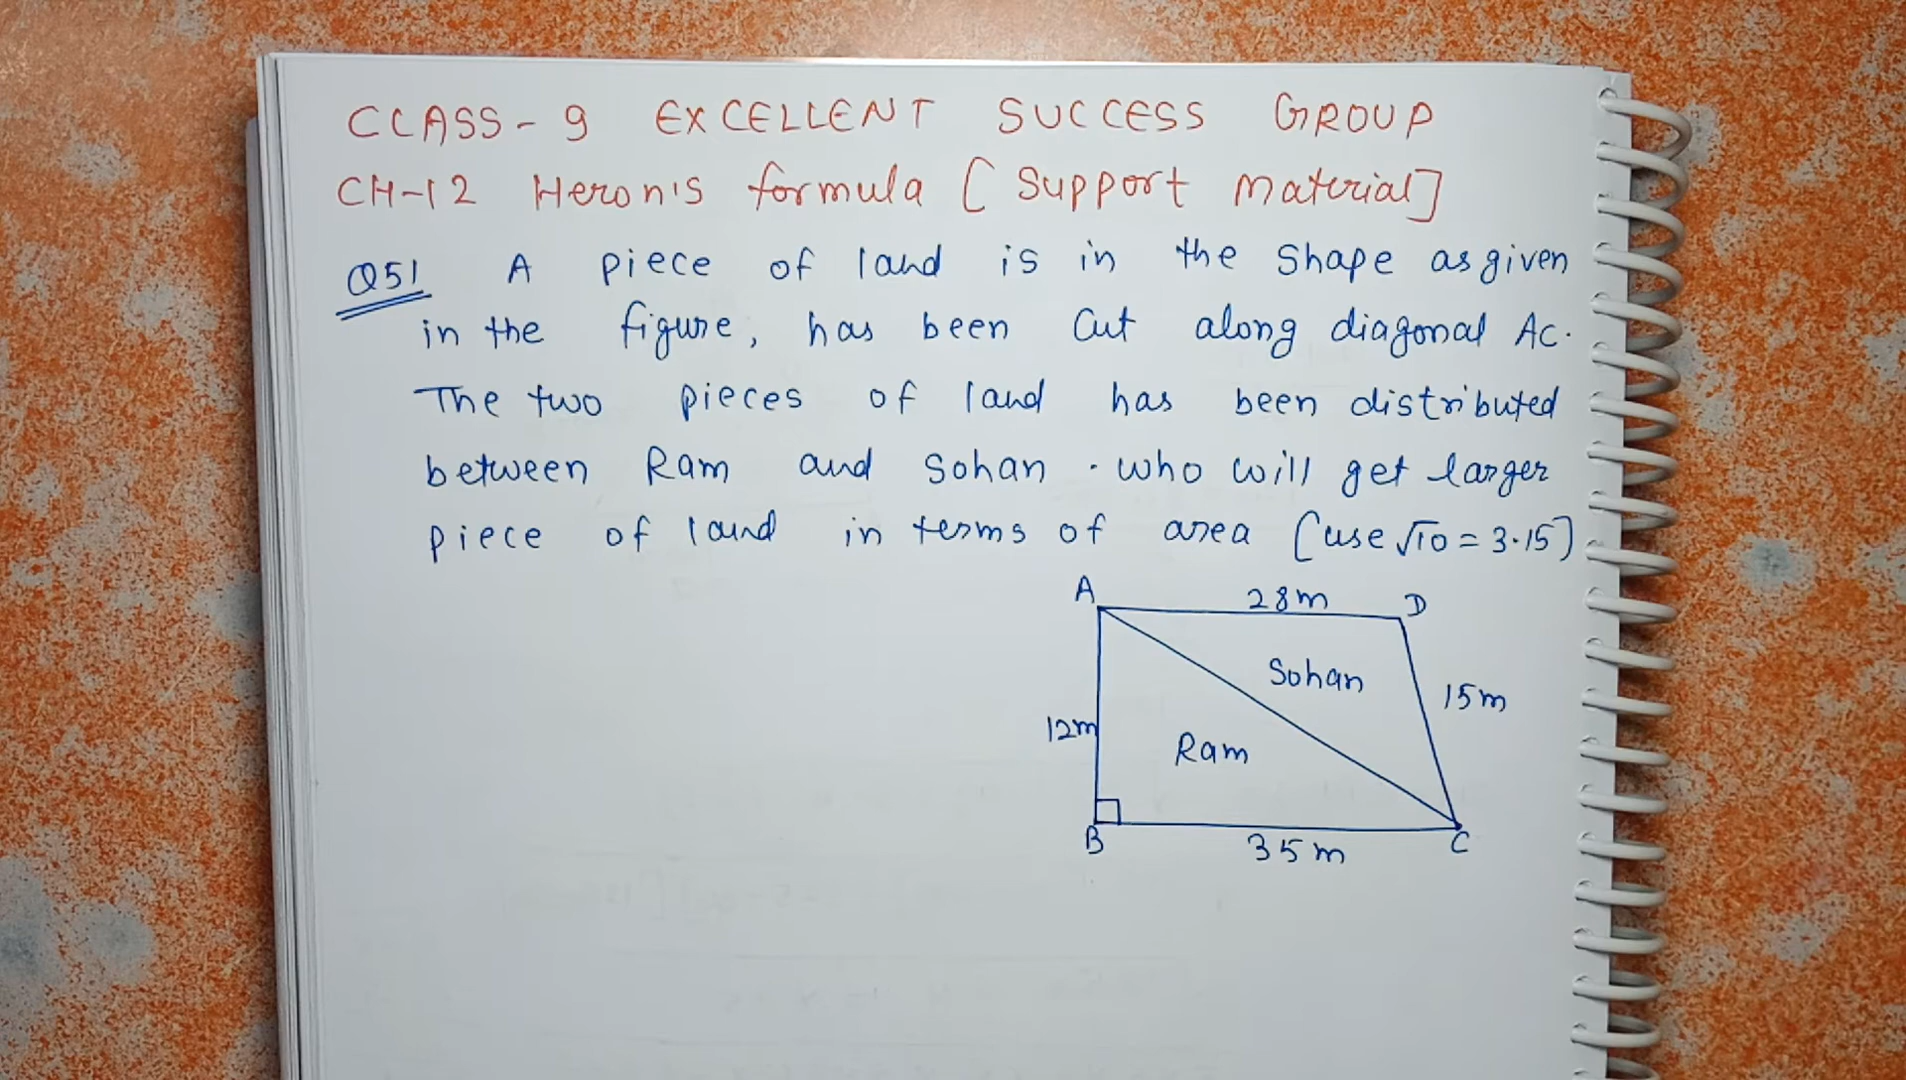 CLASS-9 EXCELLENT SUCCESS GROUP
CH-12 Heron's formula [Support Material]
Q51 A piece of land is in the shape as given
in the figure, has been cut along diagonal AC.
The two pieces of land has been distributed
between Ram and Sohan. Who will get larger
piece of land in terms of area [use √10 = 3.15]
A 28m D
Sohan
15m
12m
Ram
B 35m C